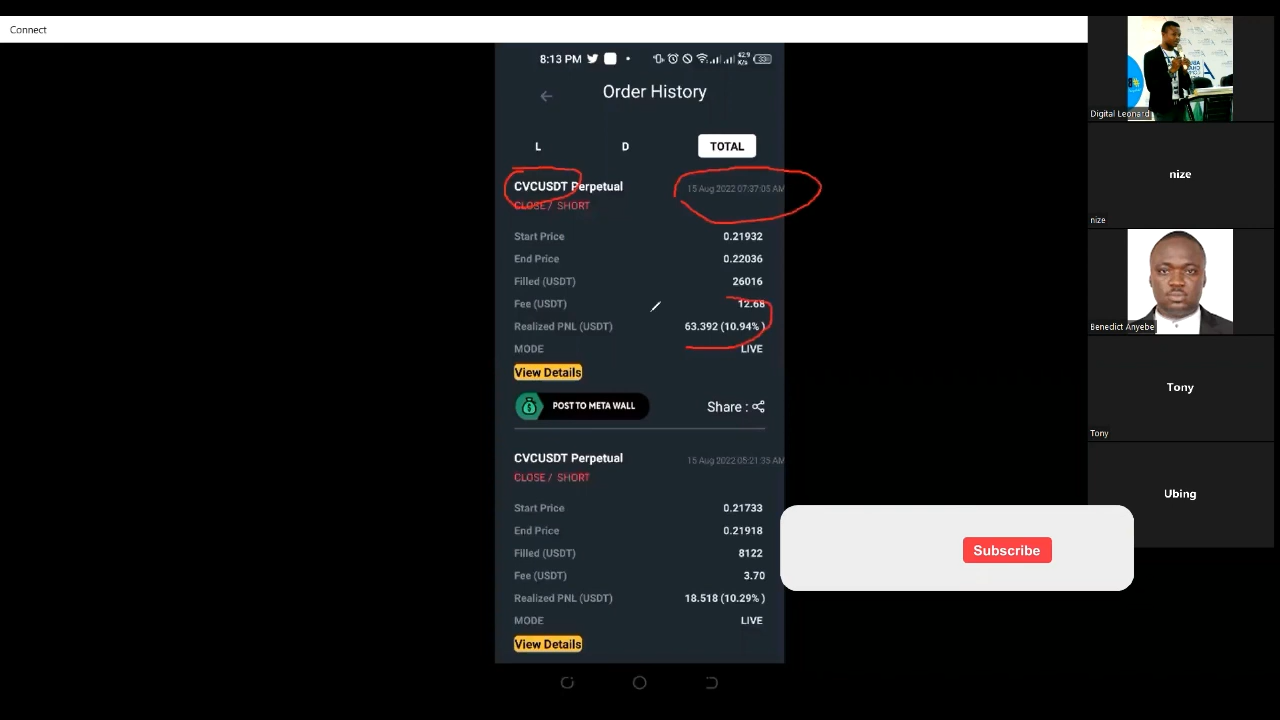 Connect
8:13 PM
42.9
K/s
Order History
L D TOTAL
CVCUSDT Perpetual 15 Aug 2022 07:37:05 AM
CLOSE / SHORT
Start Price 0.21932
End Price 0.22036
Filled (USDT) 26016
Fee (USDT) 12.68
Realized PNL (USDT) 63.392 (10.94% )
MODE LIVE
View Details
POST TO META WALL Share :
CVCUSDT Perpetual 15 Aug 2022 05:21:35 AM
CLOSE / SHORT
Start Price 0.21733
End Price 0.21918
Filled (USDT) 8122
Fee (USDT) 3.70
Realized PNL (USDT) 18.518 (10.29% )
MODE LIVE
View Details
Digital Leonard
nize
nize
Benedict Anyebe
Tony
Tony
Ubing
Subscribe